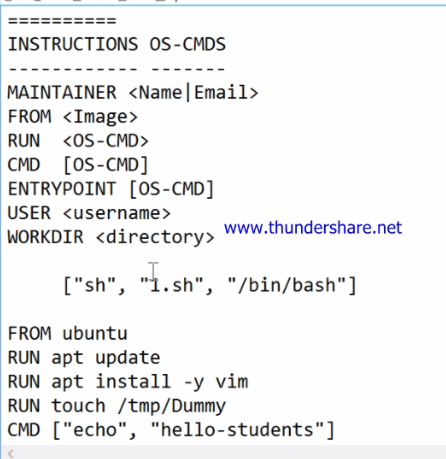 ==========
INSTRUCTIONS OS-CMDS
------------ -------
MAINTAINER <Name|Email>
FROM <Image>
RUN <OS-CMD>
CMD [OS-CMD]
ENTRYPOINT [OS-CMD]
USER <username>
WORKDIR <directory>
www.thundershare.net
["sh", "1.sh", "/bin/bash"]
FROM ubuntu
RUN apt update
RUN apt install -y vim
RUN touch /tmp/Dummy
CMD ["echo", "hello-students"]